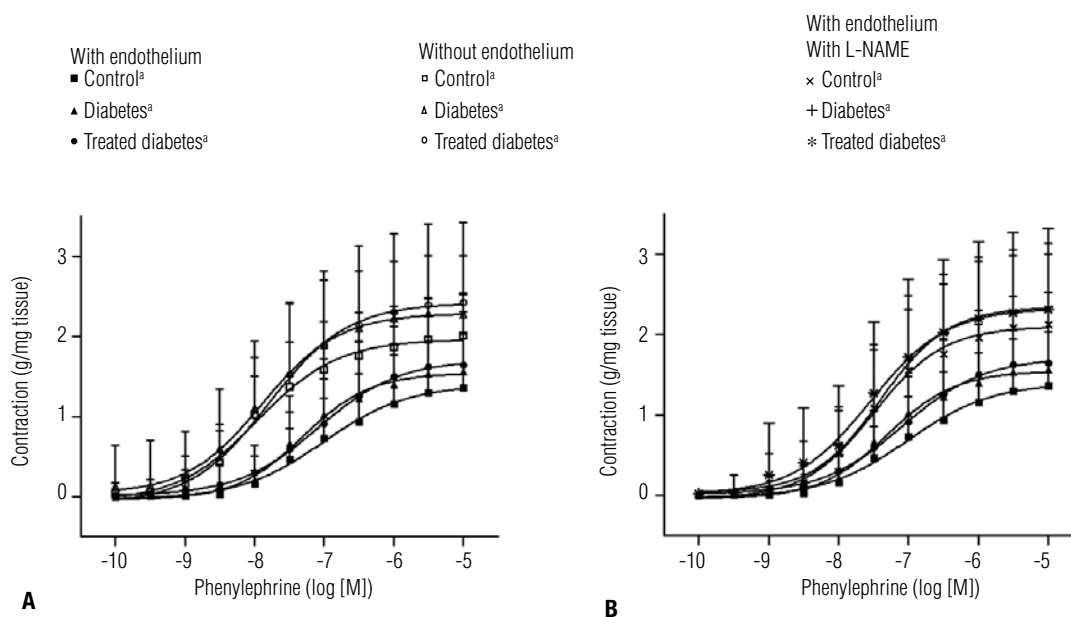 With endothelium
■ Controlª
▲ Diabetesª
● Treated diabetesª
Without endothelium
□ Controlª
△ Diabetesª
○ Treated diabetesª
With endothelium
With L-NAME
× Controlª
+ Diabetesª
* Treated diabetesª
Contraction (g/mg tissue)
3
2
1
0
-10
-9
-8
-7
-6
-5
Phenylephrine (log [M])
A
Contraction (g/mg tissue)
3
2
1
0
-10
-9
-8
-7
-6
-5
Phenylephrine (log [M])
B